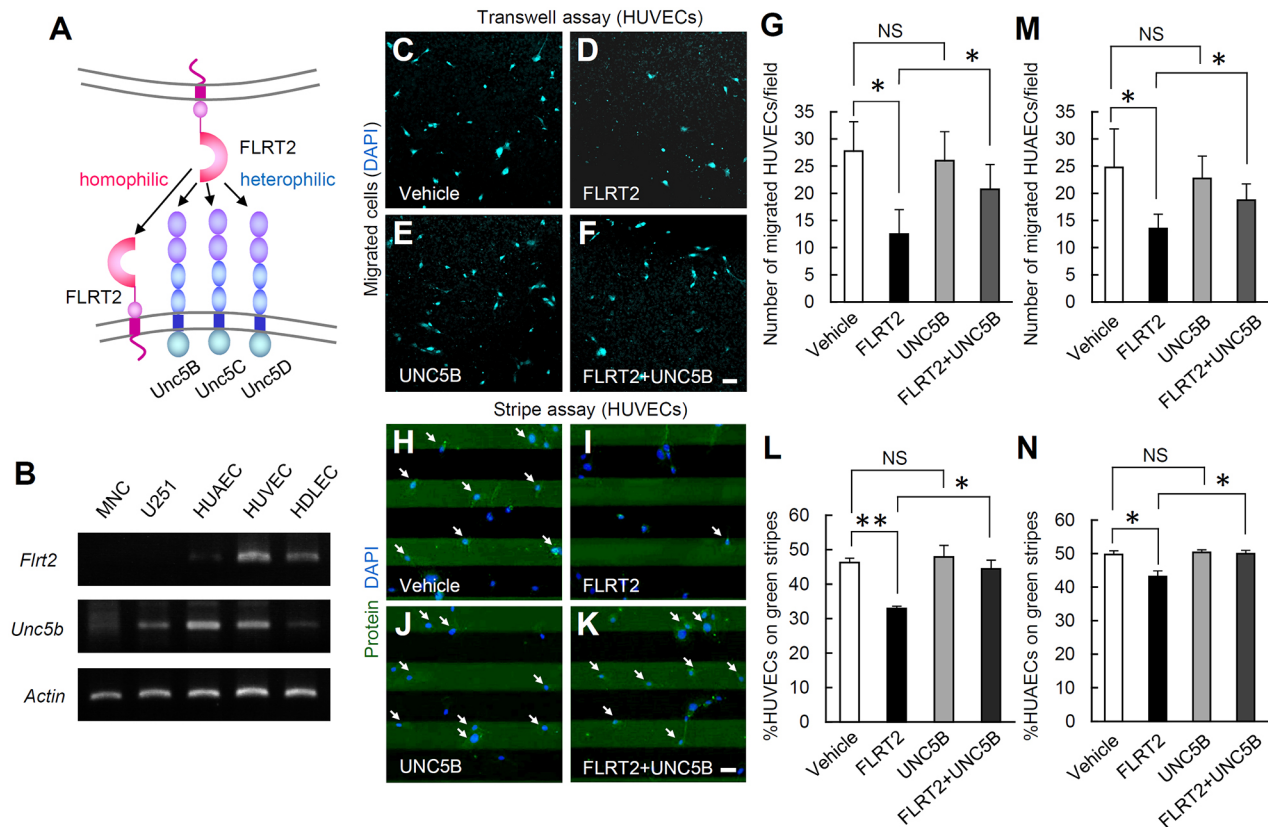 A
FLRT2
homophilic
heterophilic
FLRT2
Unc5B
Unc5C
Unc5D
B
MNC
U251
HUAEC
HUVEC
HDLEC
Flrt2
Unc5b
Actin
Transwell assay (HUVECs)
Migrated cells (DAPI)
C
Vehicle
D
FLRT2
E
UNC5B
F
FLRT2+UNC5B
Stripe assay (HUVECs)
Protein DAPI
H
Vehicle
I
FLRT2
J
UNC5B
K
FLRT2+UNC5B
G
NS
*
*
Number of migrated HUVECs/field
35
30
25
20
15
10
5
0
Vehicle
FLRT2
UNC5B
FLRT2+UNC5B
M
NS
*
*
Number of migrated HUAECs/field
35
30
25
20
15
10
5
0
Vehicle
FLRT2
UNC5B
FLRT2+UNC5B
L
NS
*
**
%HUVECs on green stripes
60
50
40
30
20
10
0
Vehicle
FLRT2
UNC5B
FLRT2+UNC5B
N
NS
*
*
%HUAECs on green stripes
60
50
40
30
20
10
0
Vehicle
FLRT2
UNC5B
FLRT2+UNC5B